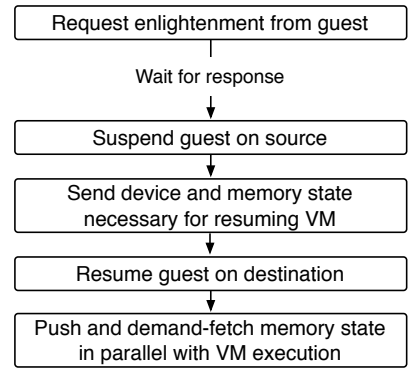 Request enlightenment from guest
Wait for response
Suspend guest on source
Send device and memory state
necessary for resuming VM
Resume guest on destination
Push and demand-fetch memory state
in parallel with VM execution